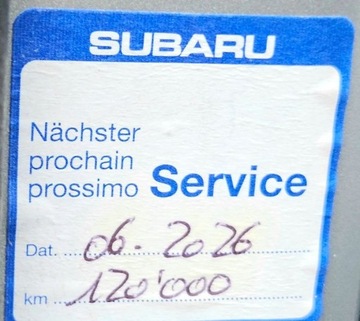 SUBARU
Nächster
prochain
prossimo Service
Dat. 06.2026
km 120'000